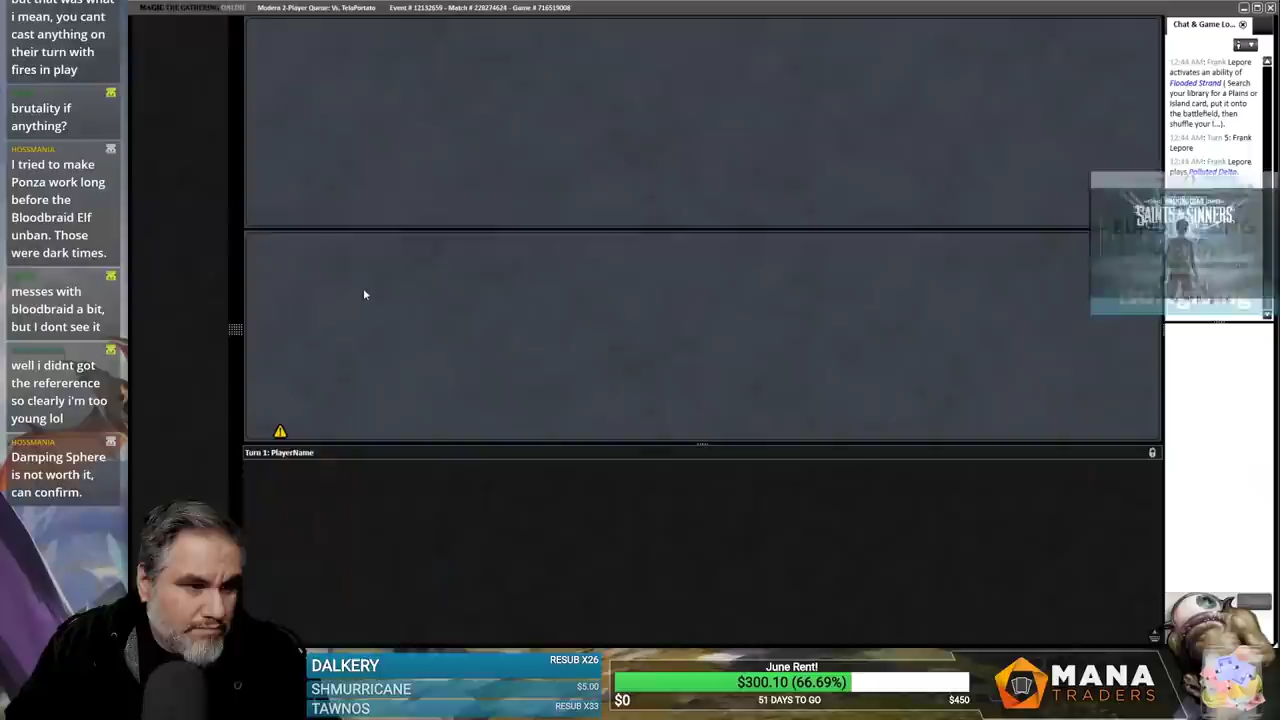 but that was what
i mean, you cant
cast anything on
their turn with
fires in play
brutality if
anything?
HOSSMANIA
I tried to make
Ponza work long
before the
Bloodbraid Elf
unban. Those
were dark times.
messes with
bloodbraid a bit,
but I dont see it
well i didnt got
the refererence
so clearly i'm too
young lol
HOSSMANIA
Damping Sphere
is not worth it,
can confirm.
MAGIC THE GATHERING ONLINE
Modern 2-Player Queue: Vs, TelaPortato
Event # 12132659 - Match # 228274624 - Game # 716519008
Turn 1: PlayerName
Chat & Game Lo...
12:44 AM: Frank Lepore
activates an ability of
Flooded Strand ( Search
your library for a Plains or
Island card, put it onto
the battlefield, then
shuffle your l...).
12:44 AM: Turn 5: Frank
Lepore
12:44 AM: Frank Lepore
plays Polluted Delta.
SAINTS & SINNERS
DALKERY
RESUB X26
SHMURRICANE
$5.00
TAWNOS
RESUB X33
June Rent!
$300.10 (66.69%)
$0
51 DAYS TO GO
$450
MANA
TRADERS